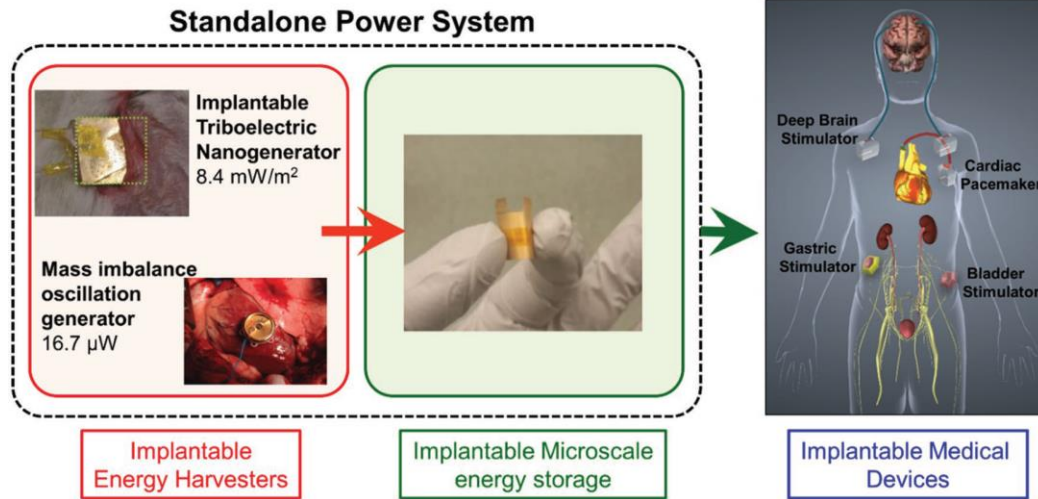 Standalone Power System
Implantable
Triboelectric
Nanogenerator
8.4 mW/m²
Mass imbalance
oscillation
generator
16.7 µW
Deep Brain
Stimulator
Cardiac
Pacemaker
Gastric
Stimulator
Bladder
Stimulator
Implantable
Energy Harvesters
Implantable Microscale
energy storage
Implantable Medical
Devices